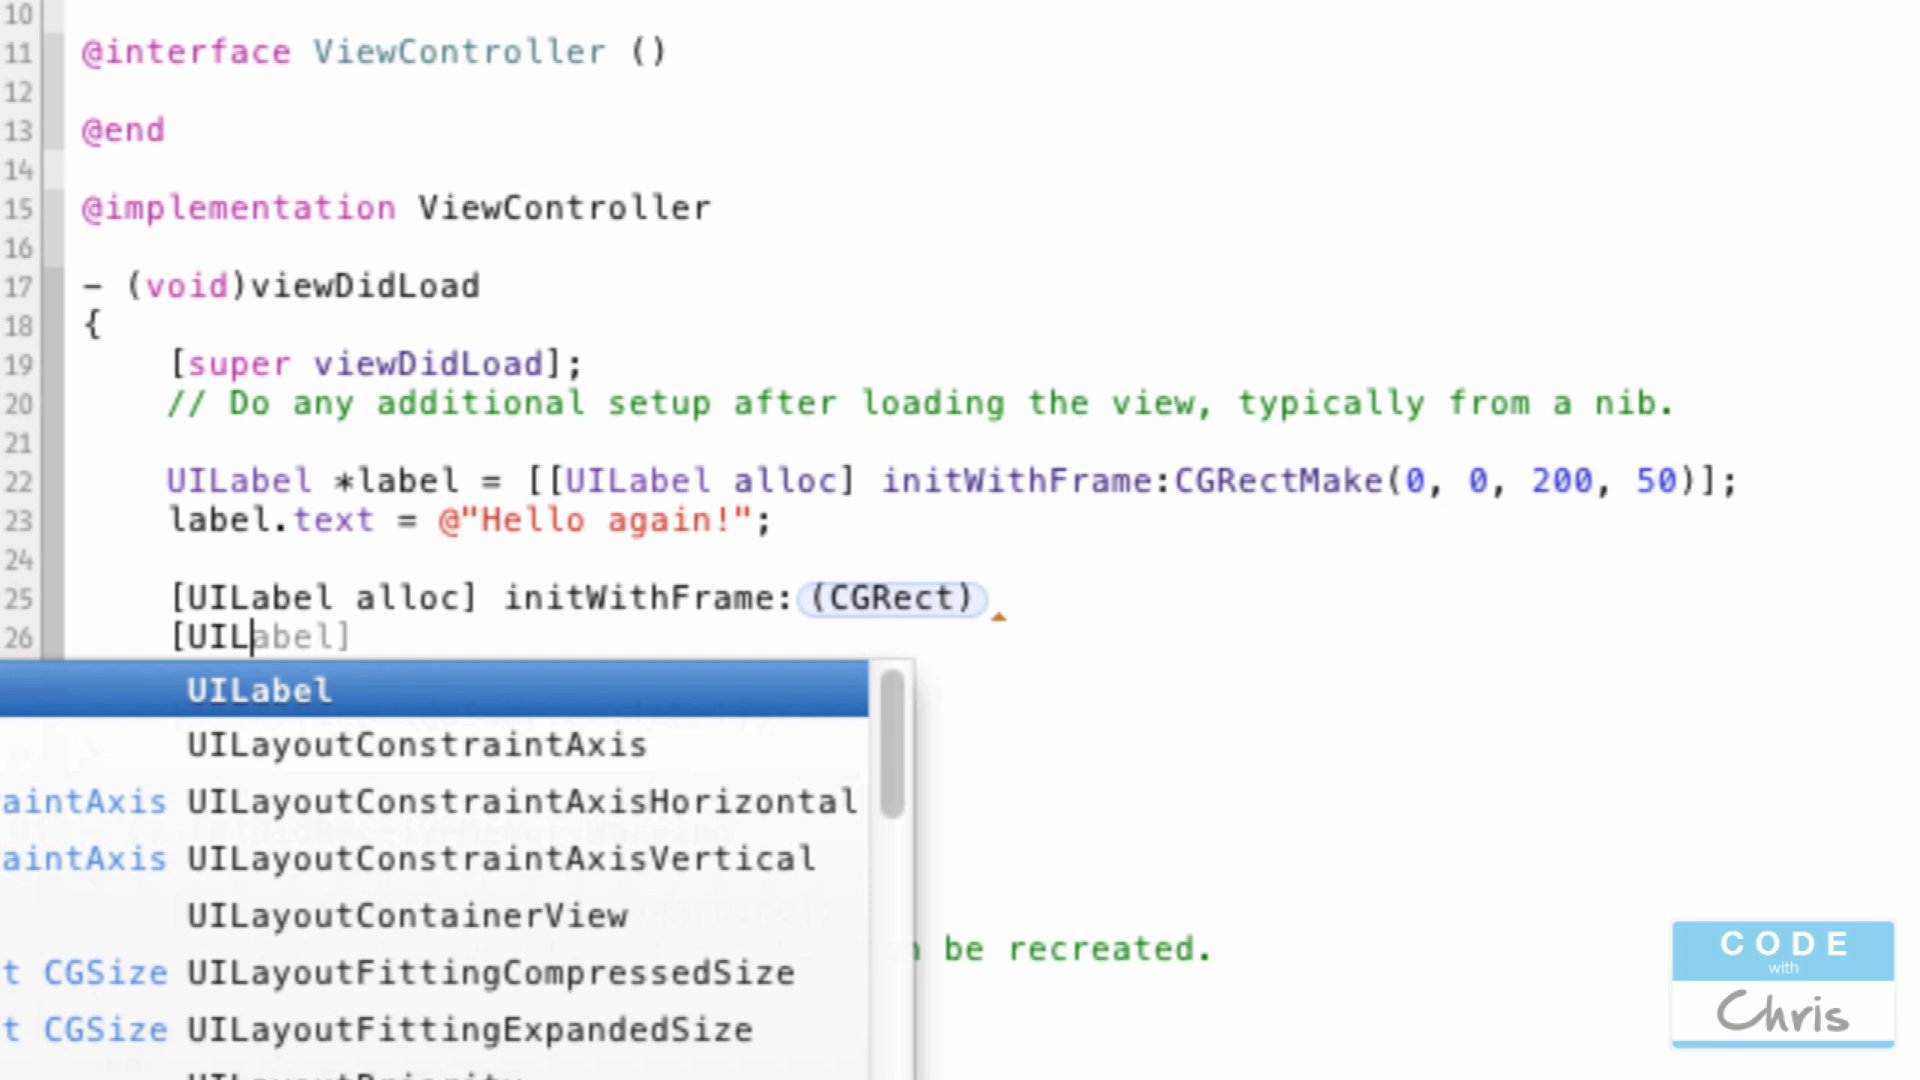 10
11 @interface ViewController ()
12
13 @end
14
15 @implementation ViewController
16
17 - (void)viewDidLoad
18 {
19 [super viewDidLoad];
20 // Do any additional setup after loading the view, typically from a nib.
21
22 UILabel *label = [[UILabel alloc] initWithFrame:CGRectMake(0, 0, 200, 50)];
23 label.text = @"Hello again!";
24
25 [UILabel alloc] initWithFrame:(CGRect)
26 [UILabel]
UILabel
UILayoutConstraintAxis
aintAxis UILayoutConstraintAxisHorizontal
aintAxis UILayoutConstraintAxisVertical
UILayoutContainerView
n be recreated.
t CGSize UILayoutFittingCompressedSize
t CGSize UILayoutFittingExpandedSize
UILayoutPriority
CODE
with
Chris